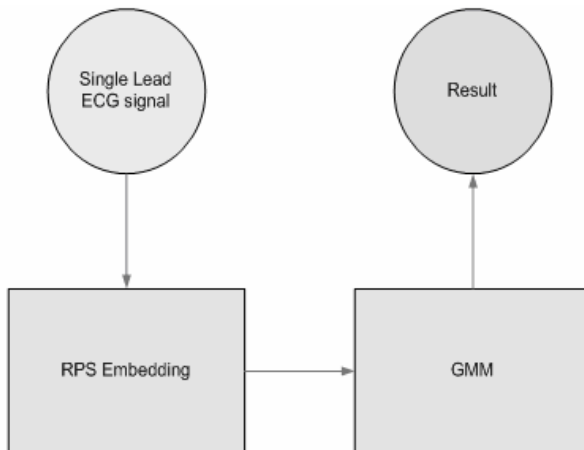 Single Lead
ECG signal
Result
RPS Embedding
GMM